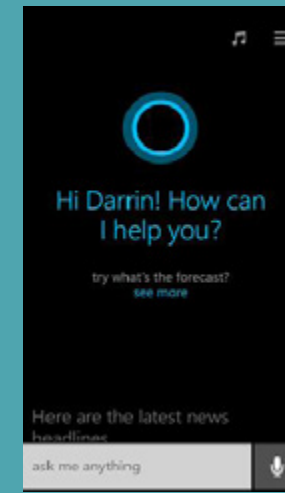 Hi Darrin! How can
I help you?
try what's the forecast?
see more
Here are the latest news
headlines
ask me anything